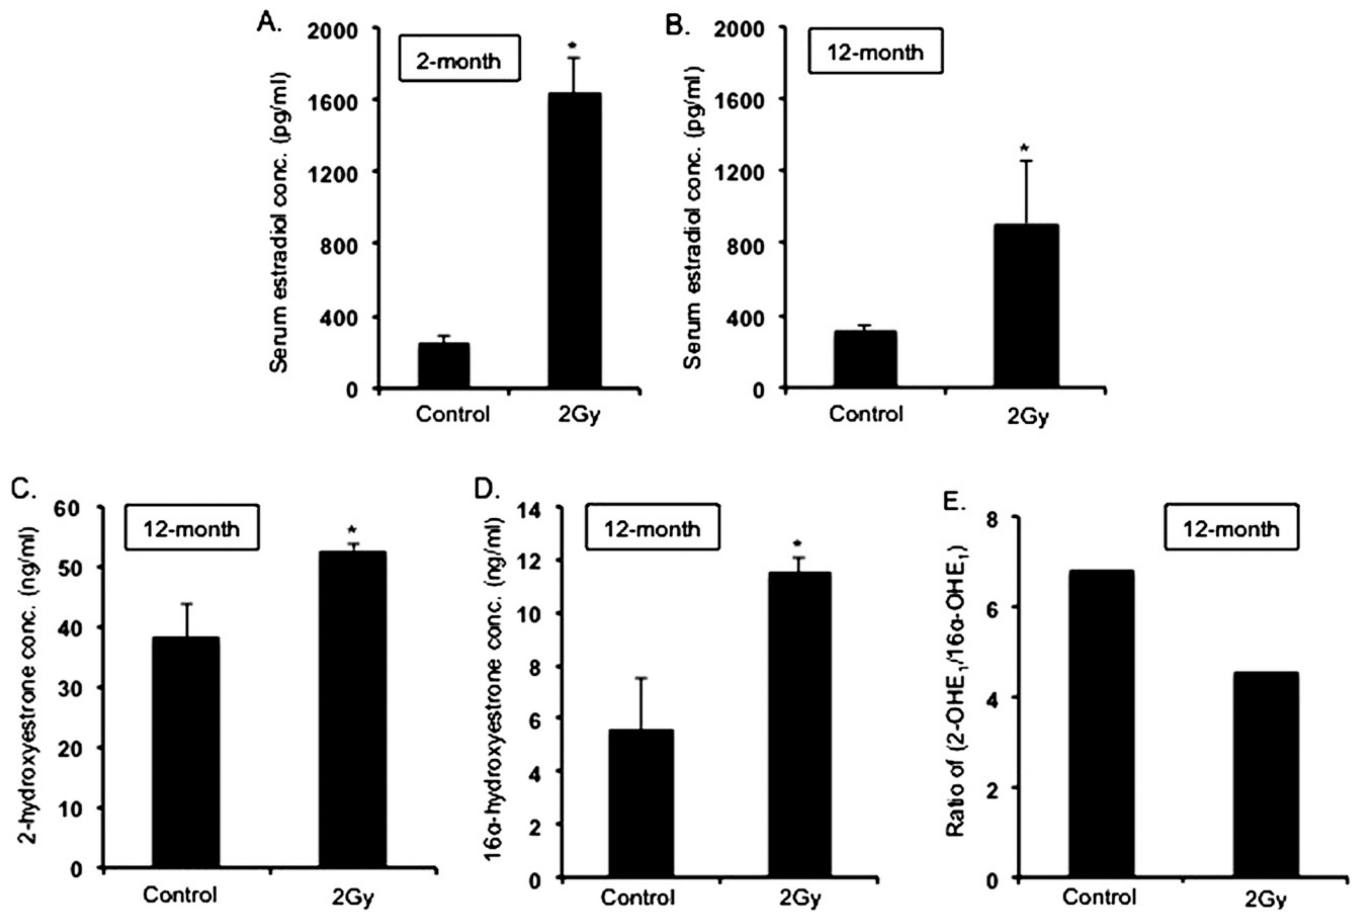 A.
2000
1600
1200
800
400
0
Serum estradiol conc. (pg/ml)
2-month
*
Control
2Gy
B.
2000
1600
1200
800
400
0
Serum estradiol conc. (pg/ml)
12-month
*
Control
2Gy
C.
60
50
40
30
20
10
0
2-hydroxyestrone conc. (ng/ml)
12-month
*
Control
2Gy
D.
14
12
10
8
6
4
2
0
16α-hydroxyestrone conc. (ng/ml)
12-month
*
Control
2Gy
E.
8
6
4
2
0
Ratio of (2-OHE₁/16α-OHE₁)
12-month
Control
2Gy